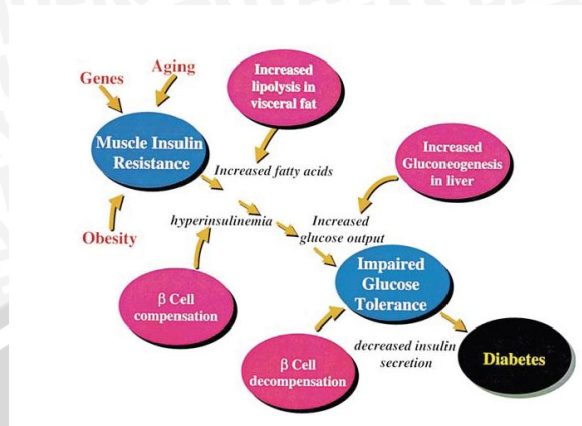 Genes
Aging
Increased
lipolysis in
visceral fat
Muscle Insulin
Resistance
Increased fatty acids
Increased
Gluconeogenesis
in liver
Obesity
hyperinsulinemia
Increased
glucose output
β Cell
compensation
Impaired
Glucose
Tolerance
β Cell
decompensation
decreased insulin
secretion
Diabetes